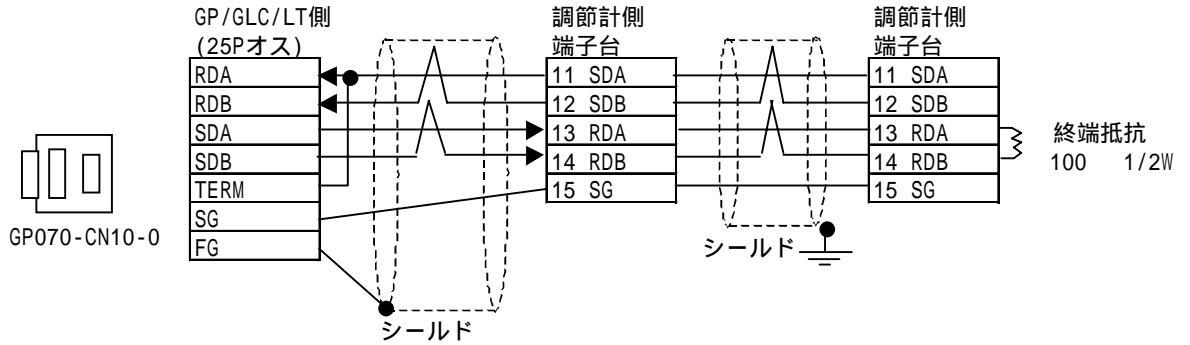 GP/GLC/LT側
(25Pオス)
RDA
RDB
SDA
SDB
TERM
SG
FG
GP070-CN10-0
シールド
調節計側
端子台
11 SDA
12 SDB
13 RDA
14 RDB
15 SG
シールド
調節計側
端子台
11 SDA
12 SDB
13 RDA
14 RDB
15 SG
終端抵抗
100 1/2W